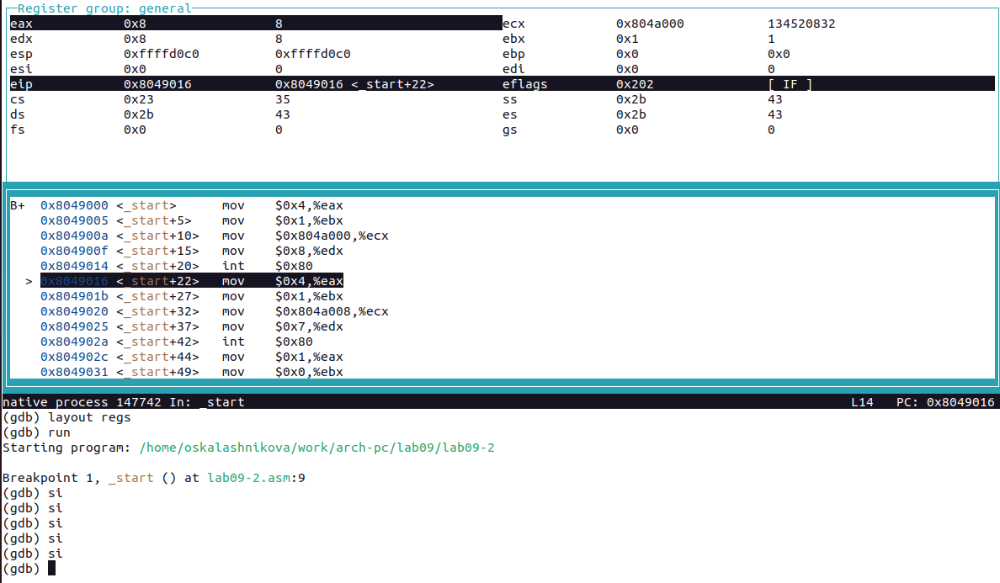 Register group: general
eax 0x8 8 ecx 0x804a000 134520832
edx 0x8 8 ebx 0x1 1
esp 0xffffd0c0 0xffffd0c0 ebp 0x0 0x0
esi 0x0 0 edi 0x0 0
eip 0x8049016 0x8049016 <_start+22> eflags 0x202 [ IF ]
cs 0x23 35 ss 0x2b 43
ds 0x2b 43 es 0x2b 43
fs 0x0 0 gs 0x0 0
B+ 0x8049000 <_start> mov $0x4,%eax
0x8049005 <_start+5> mov $0x1,%ebx
0x804900a <_start+10> mov $0x804a000,%ecx
0x804900f <_start+15> mov $0x8,%edx
0x8049014 <_start+20> int $0x80
> 0x8049016 <_start+22> mov $0x4,%eax
0x804901b <_start+27> mov $0x1,%ebx
0x8049020 <_start+32> mov $0x804a008,%ecx
0x8049025 <_start+37> mov $0x7,%edx
0x804902a <_start+42> int $0x80
0x804902c <_start+44> mov $0x1,%eax
0x8049031 <_start+49> mov $0x0,%ebx
native process 147742 In: _start L14 PC: 0x8049016
(gdb) layout regs
(gdb) run
Starting program: /home/oskalashnikova/work/arch-pc/lab09/lab09-2
Breakpoint 1, _start () at lab09-2.asm:9
(gdb) si
(gdb) si
(gdb) si
(gdb) si
(gdb) si
(gdb)